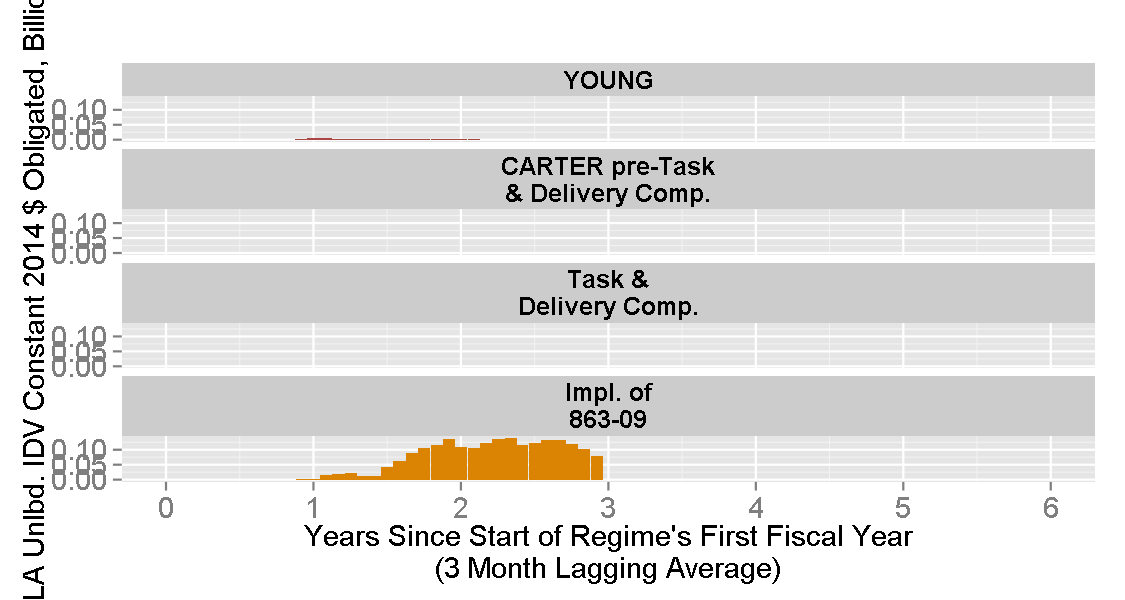 LA Unlbd. IDV Constant 2014 $ Obligated,
YOUNG
0.10
0.05
0.00
CARTER pre-Task
& Delivery Comp.
0.10
0.05
0.00
Task &
Delivery Comp.
0.10
0.05
0.00
Impl. of
863-09
0.10
0.05
0.00
0 1 2 3 4 5 6
Years Since Start of Regime's First Fiscal Year
(3 Month Lagging Average)